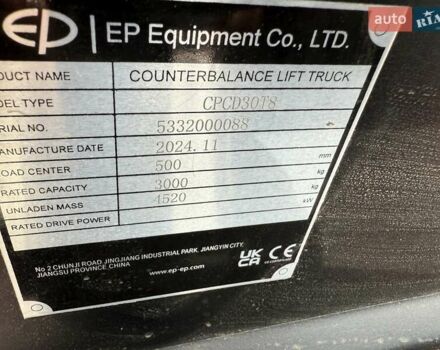 EP | EP Equipment Co., LTD.
auto RIA
ODUCT NAME COUNTERBALANCE LIFT TRUCK
DEL TYPE CPCD30T8
ERIAL NO. 5332000088
ANUFACTURE DATE 2024.11
OAD CENTER 500 mm
RATED CAPACITY 3000 kg
UNLADEN MASS 4520 kg
RATED DRIVE POWER kW
No 2 CHUNJI ROAD, JINGJIANG INDUSTRIAL PARK, JIANGYIN CITY,
JIANGSU PROVINCE CHINA
www.ep-ep.com
UK CA CE